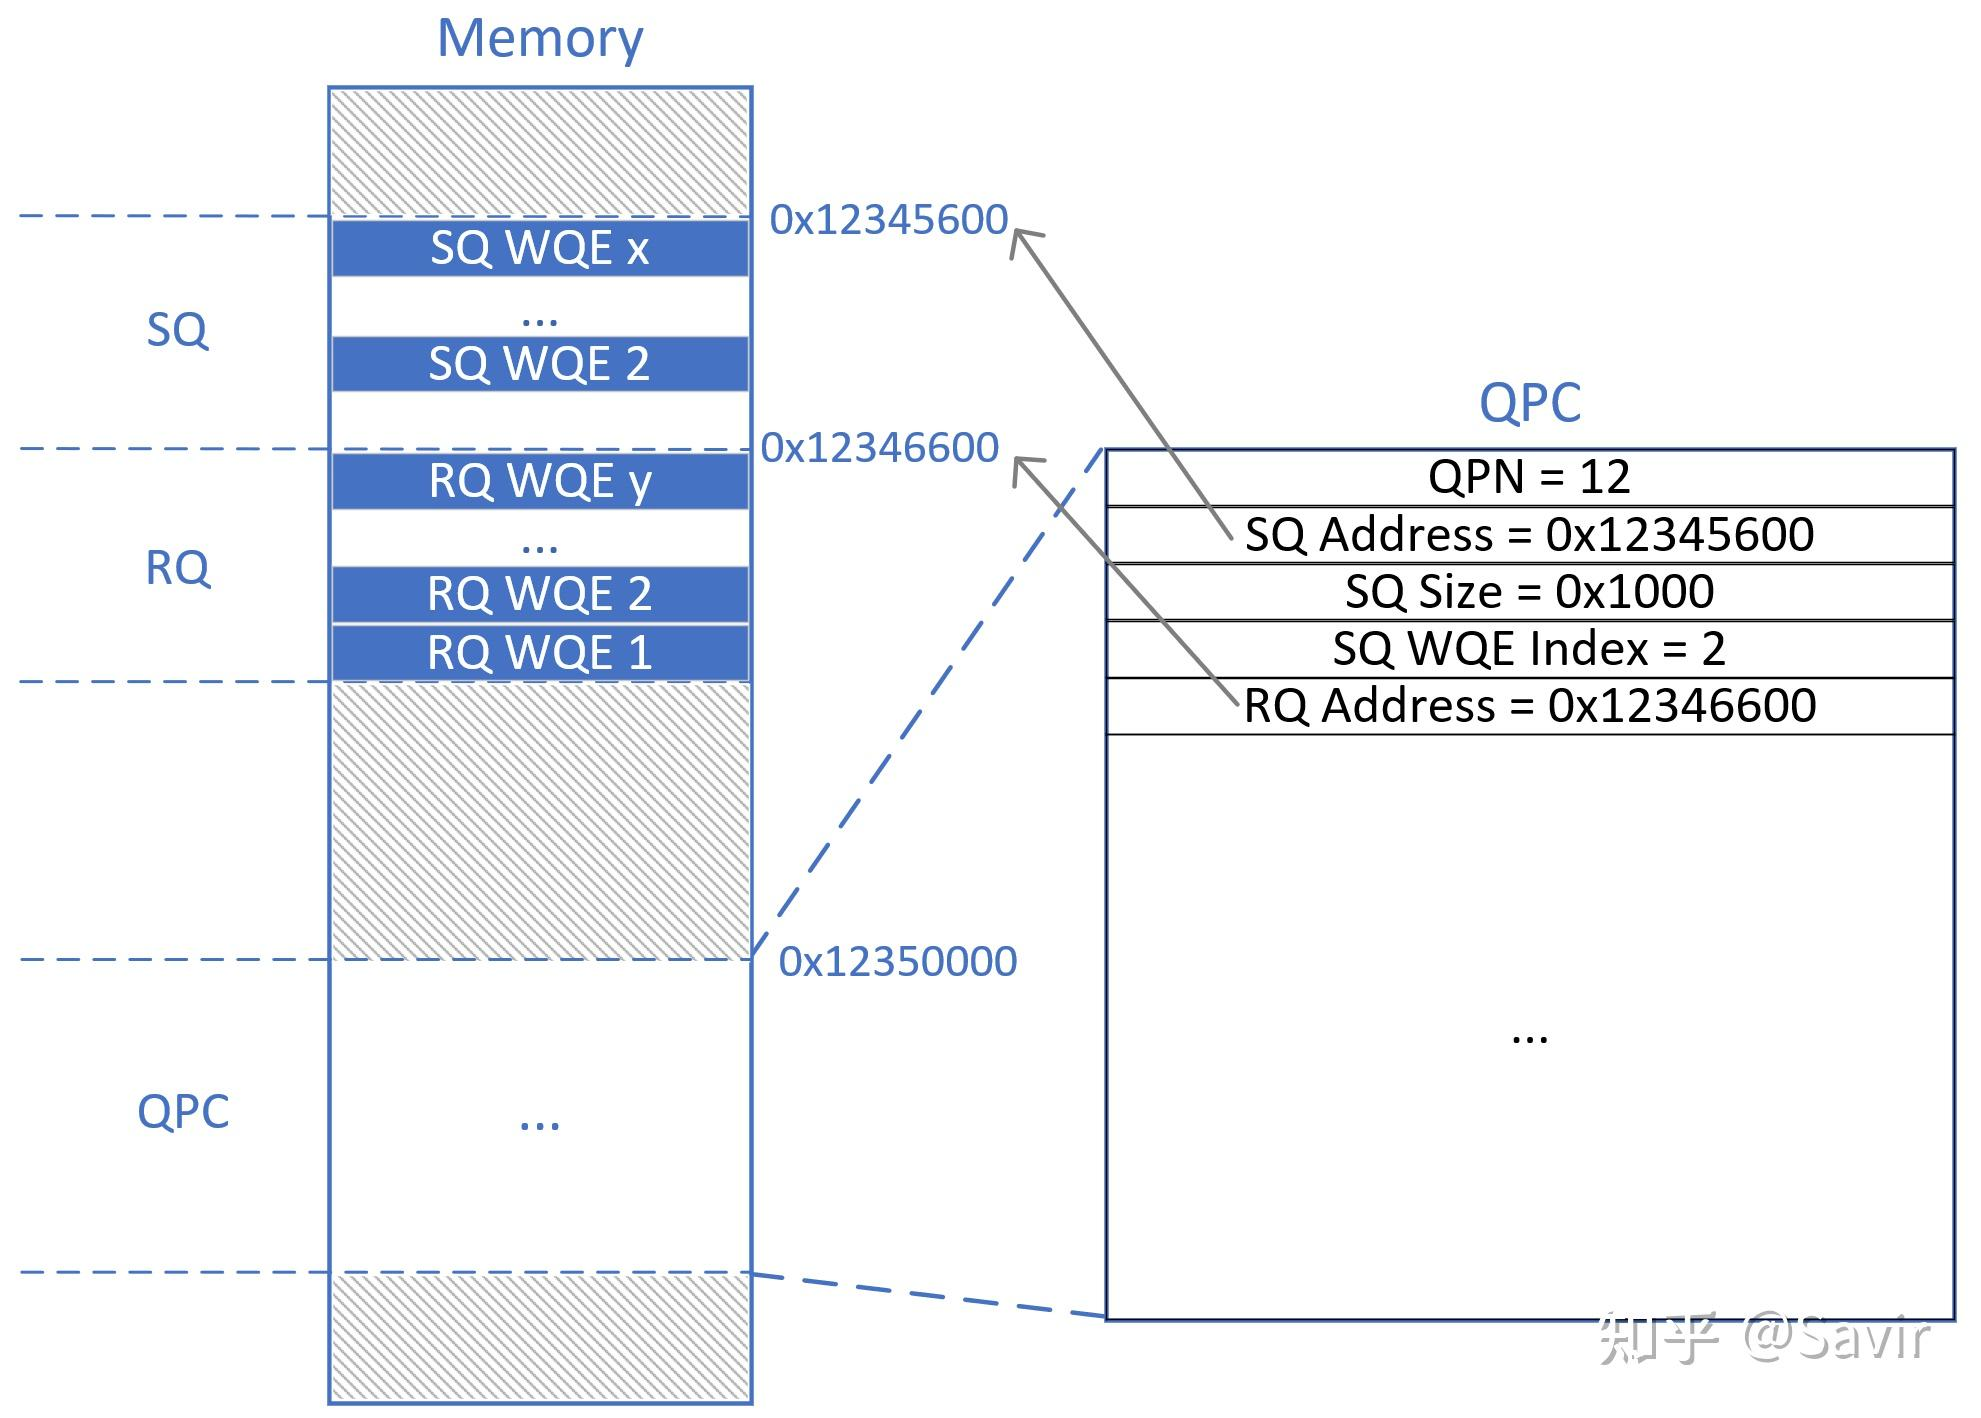 Memory
0x12345600
SQ WQE x
...
SQ
SQ WQE 2
0x12346600
RQ WQE y
...
RQ
RQ WQE 2
RQ WQE 1
0x12350000
QPC
...
QPC
QPN = 12
SQ Address = 0x12345600
SQ Size = 0x1000
SQ WQE Index = 2
RQ Address = 0x12346600
...
知乎 @Savir